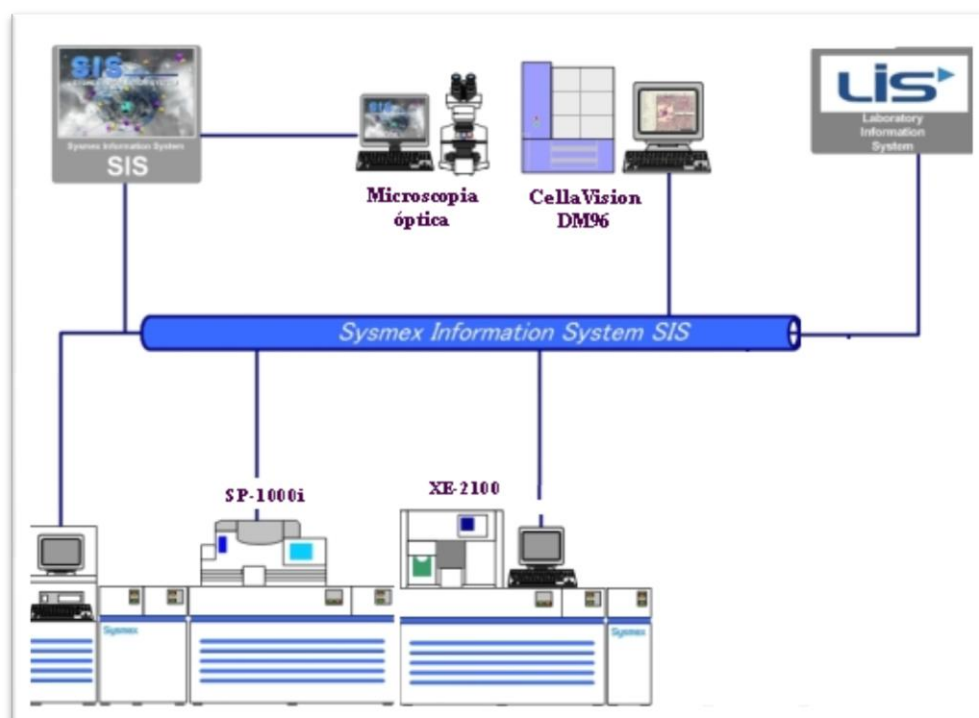 SIS
Sysmex Information System
SIS
Microscopia
óptica
CellaVision
DM96
LIS
Laboratory
Information
System
Sysmex Information System SIS
SP-1000i
XE-2100
Sysmex
Sysmex